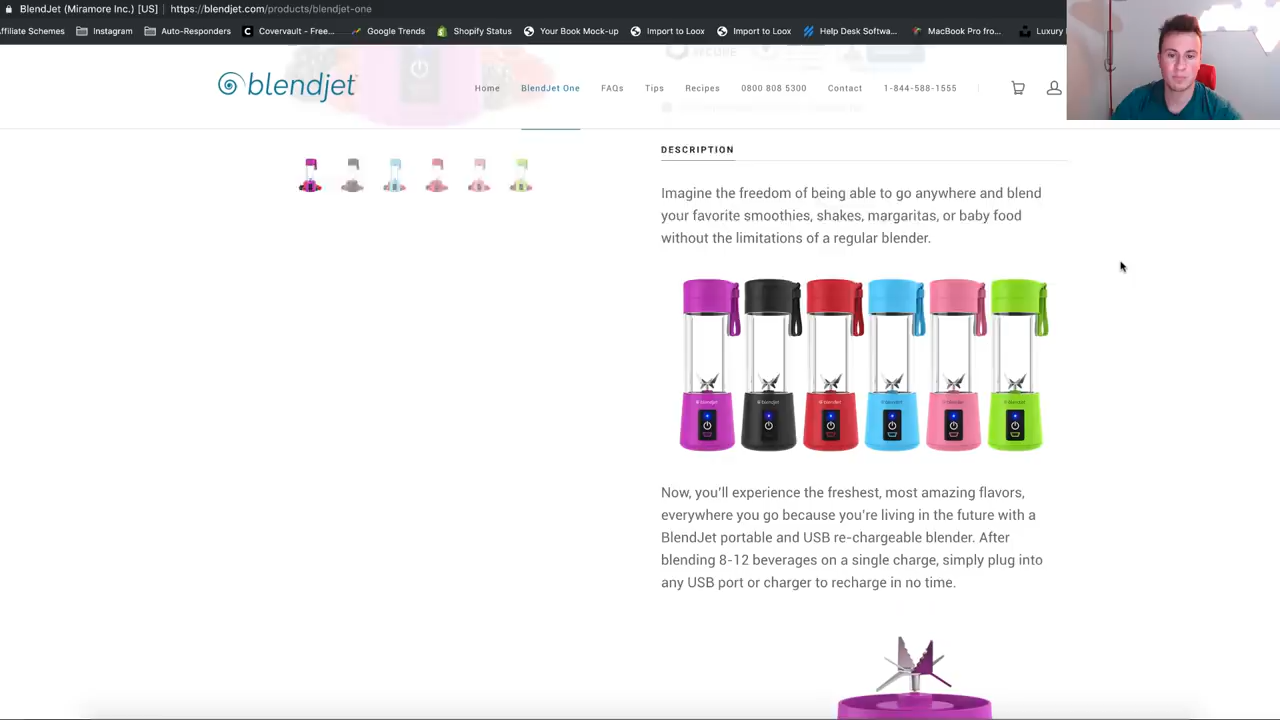 BlendJet (Miramore Inc.) [US] | https://blendjet.com/products/blendjet-one
ffiliate Schemes Instagram Auto-Responders Covervault - Free... Google Trends Shopify Status Your Book Mock-up Import to Loox Import to Loox Help Desk Softwa... MacBook Pro fro... Luxury
blendjet
Home BlendJet One FAQs Tips Recipes 0800 808 5300 Contact 1-844-588-1555
DESCRIPTION
Imagine the freedom of being able to go anywhere and blend
your favorite smoothies, shakes, margaritas, or baby food
without the limitations of a regular blender.
blendjet blendjet blendjet blendjet blendjet blendjet
Now, you'll experience the freshest, most amazing flavors,
everywhere you go because you're living in the future with a
BlendJet portable and USB re-chargeable blender. After
blending 8-12 beverages on a single charge, simply plug into
any USB port or charger to recharge in no time.